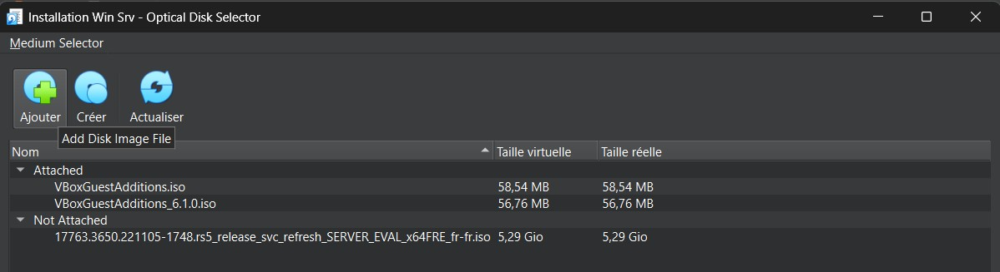 Installation Win Srv - Optical Disk Selector
Medium Selector
Ajouter Créer Actualiser
Add Disk Image File
Nom Taille virtuelle Taille réelle
Attached
VBoxGuestAdditions.iso 58,54 MB 58,54 MB
VBoxGuestAdditions_6.1.0.iso 56,76 MB 56,76 MB
Not Attached
17763.3650.221105-1748.rs5_release_svc_refresh_SERVER_EVAL_x64FRE_fr-fr.iso 5,29 Gio 5,29 Gio